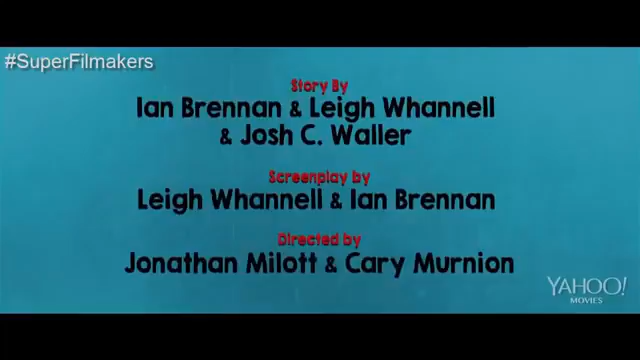 #SuperFilmakers
Story By
Ian Brennan & Leigh Whannell
& Josh C. Waller
Screenplay by
Leigh Whannell & Ian Brennan
Directed by
Jonathan Milott & Cary Murnion
YAHOO!
MOVIES